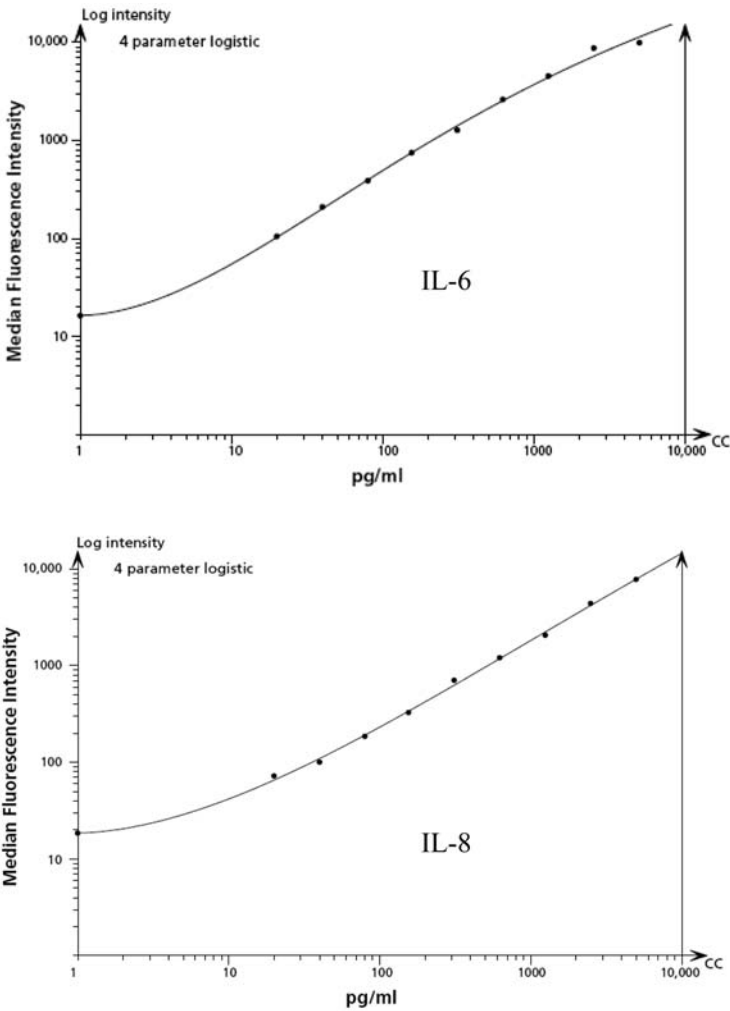 Log intensity
4 parameter logistic
10,000
1000
100
10
Median Fluorescence Intensity
IL-6
1 10 100 1000 10,000 CC
pg/ml
Log intensity
4 parameter logistic
10,000
1000
100
10
Median Fluorescence Intensity
IL-8
1 10 100 1000 10,000 CC
pg/ml